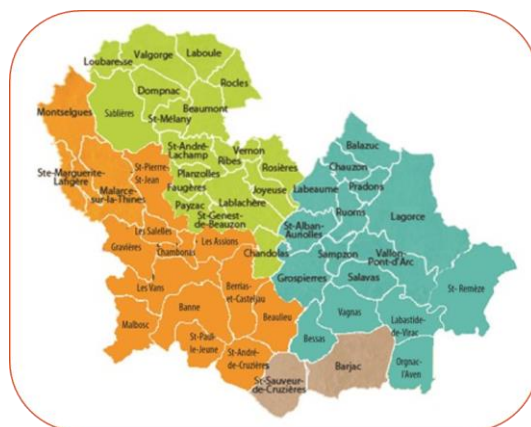 Loubaresse
Valgorge
Laboule
Rocles
Dompnac
Beaumont
Montselgues
Sablières
St-Mélany
Ste-Marguerite-
Lafigère
St-Pierre-
St-Jean
St-André-
Lachamp
Vernon
Ribes
Rosières
Planzolles
Faugères
Malarce-
sur-la-Thines
Joyeuse
Payzac
Lablachère
St-Genest-
de-Beauzon
Balazuc
Chauzon
Labeaume
Pradons
Ruoms
Lagorce
St-Alban-
Auriolles
Les Salelles
Les Assions
Gravières
Chambonas
Chandolas
Sampzon
Vallon-
Pont-d'Arc
Grospierres
Salavas
St- Remèze
Les Vans
Berrias-
et-Casteljau
Malbosc
Banne
Beaulieu
Vagnas
Labastide-
de-Virac
St-Paul-
le-Jeune
Bessas
St-André-
de-Cruzières
Barjac
Orgnac-
l'Aven
St-Sauveur-
de-Cruzières